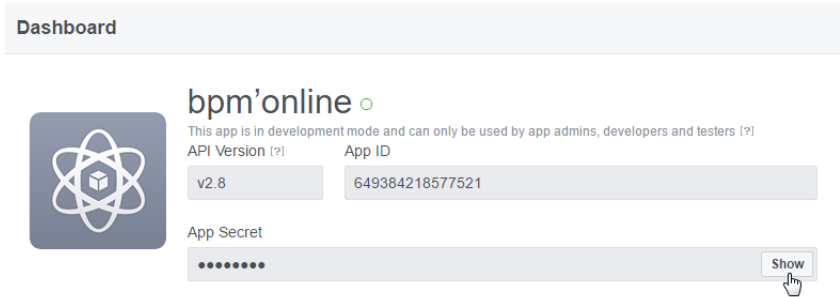 Dashboard
bpm'online
This app is in development mode and can only be used by app admins, developers and testers [?]
API Version [?] App ID
v2.8 649384218577521
App Secret
●●●●●●●●
Show